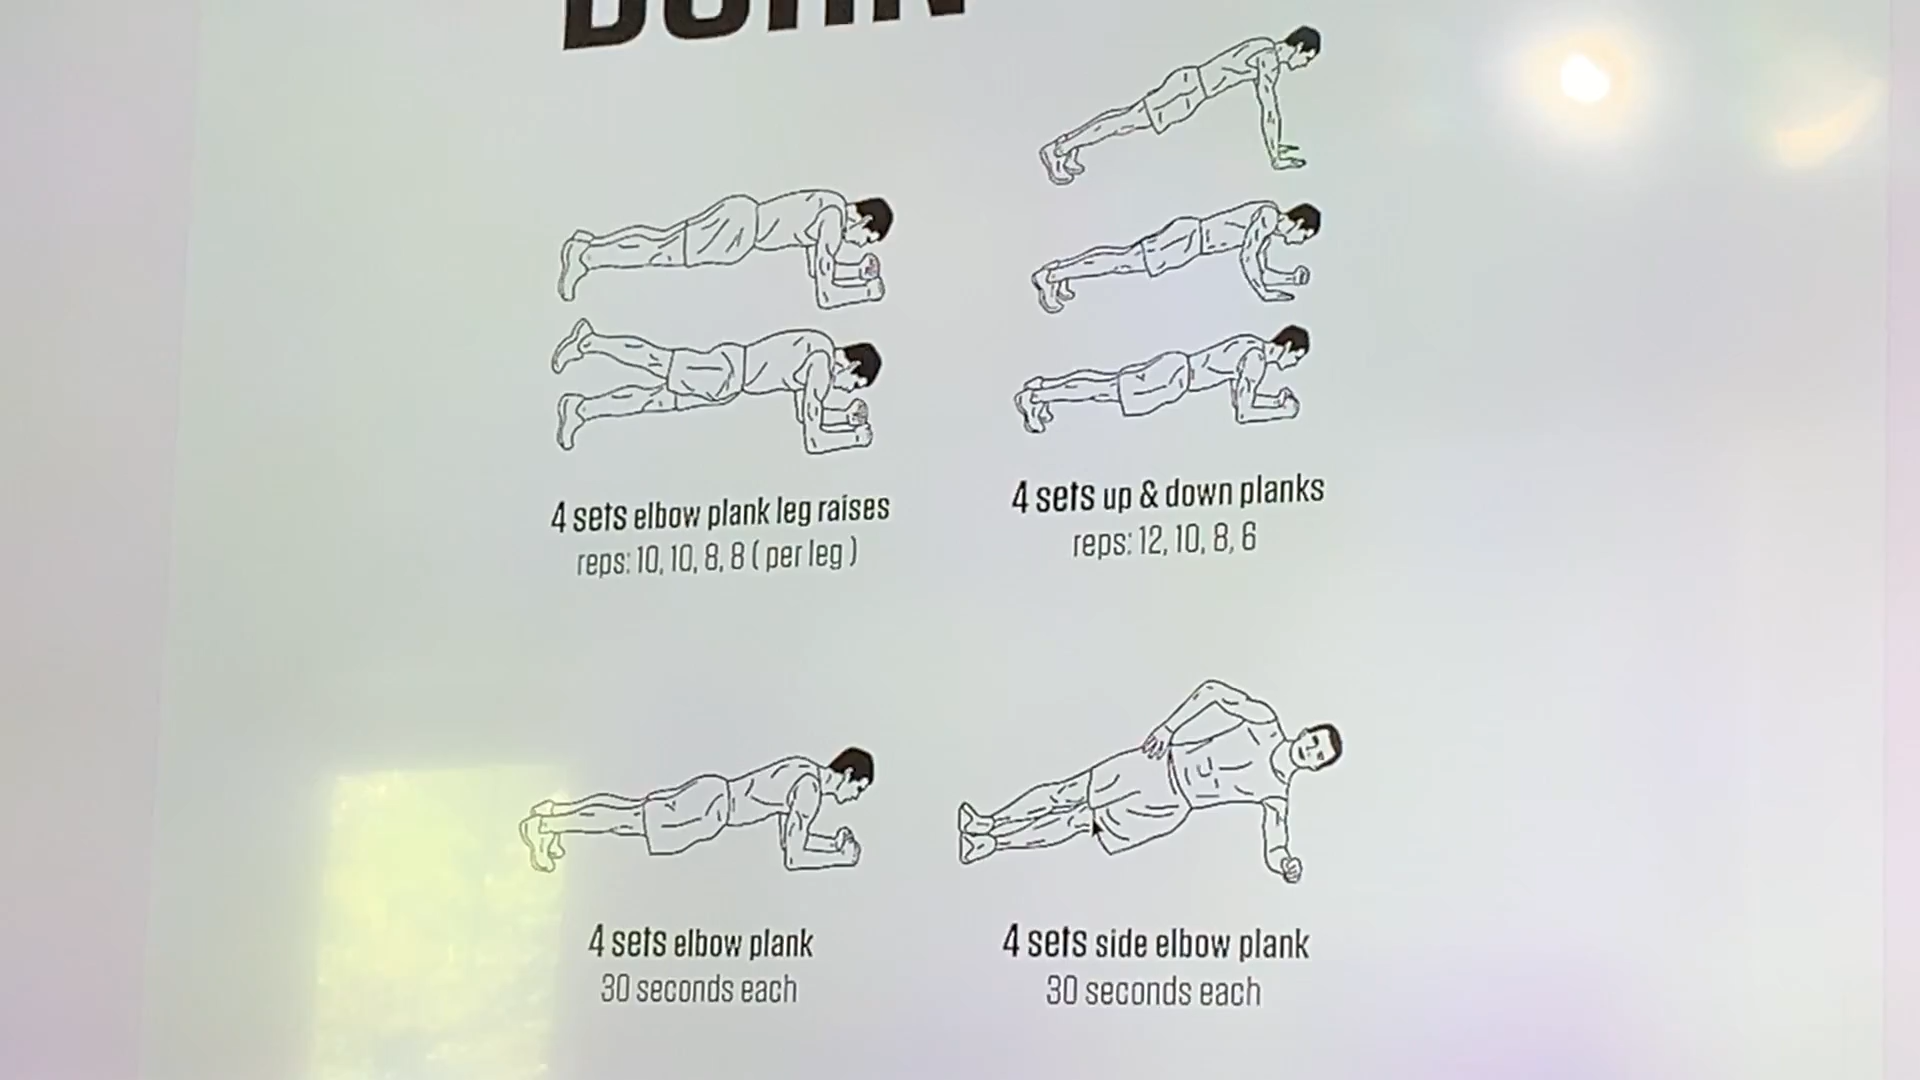 4 sets elbow plank leg raises
reps: 10, 10, 8, 8 ( per leg )
4 sets up & down planks
reps: 12, 10, 8, 6
4 sets elbow plank
30 seconds each
4 sets side elbow plank
30 seconds each